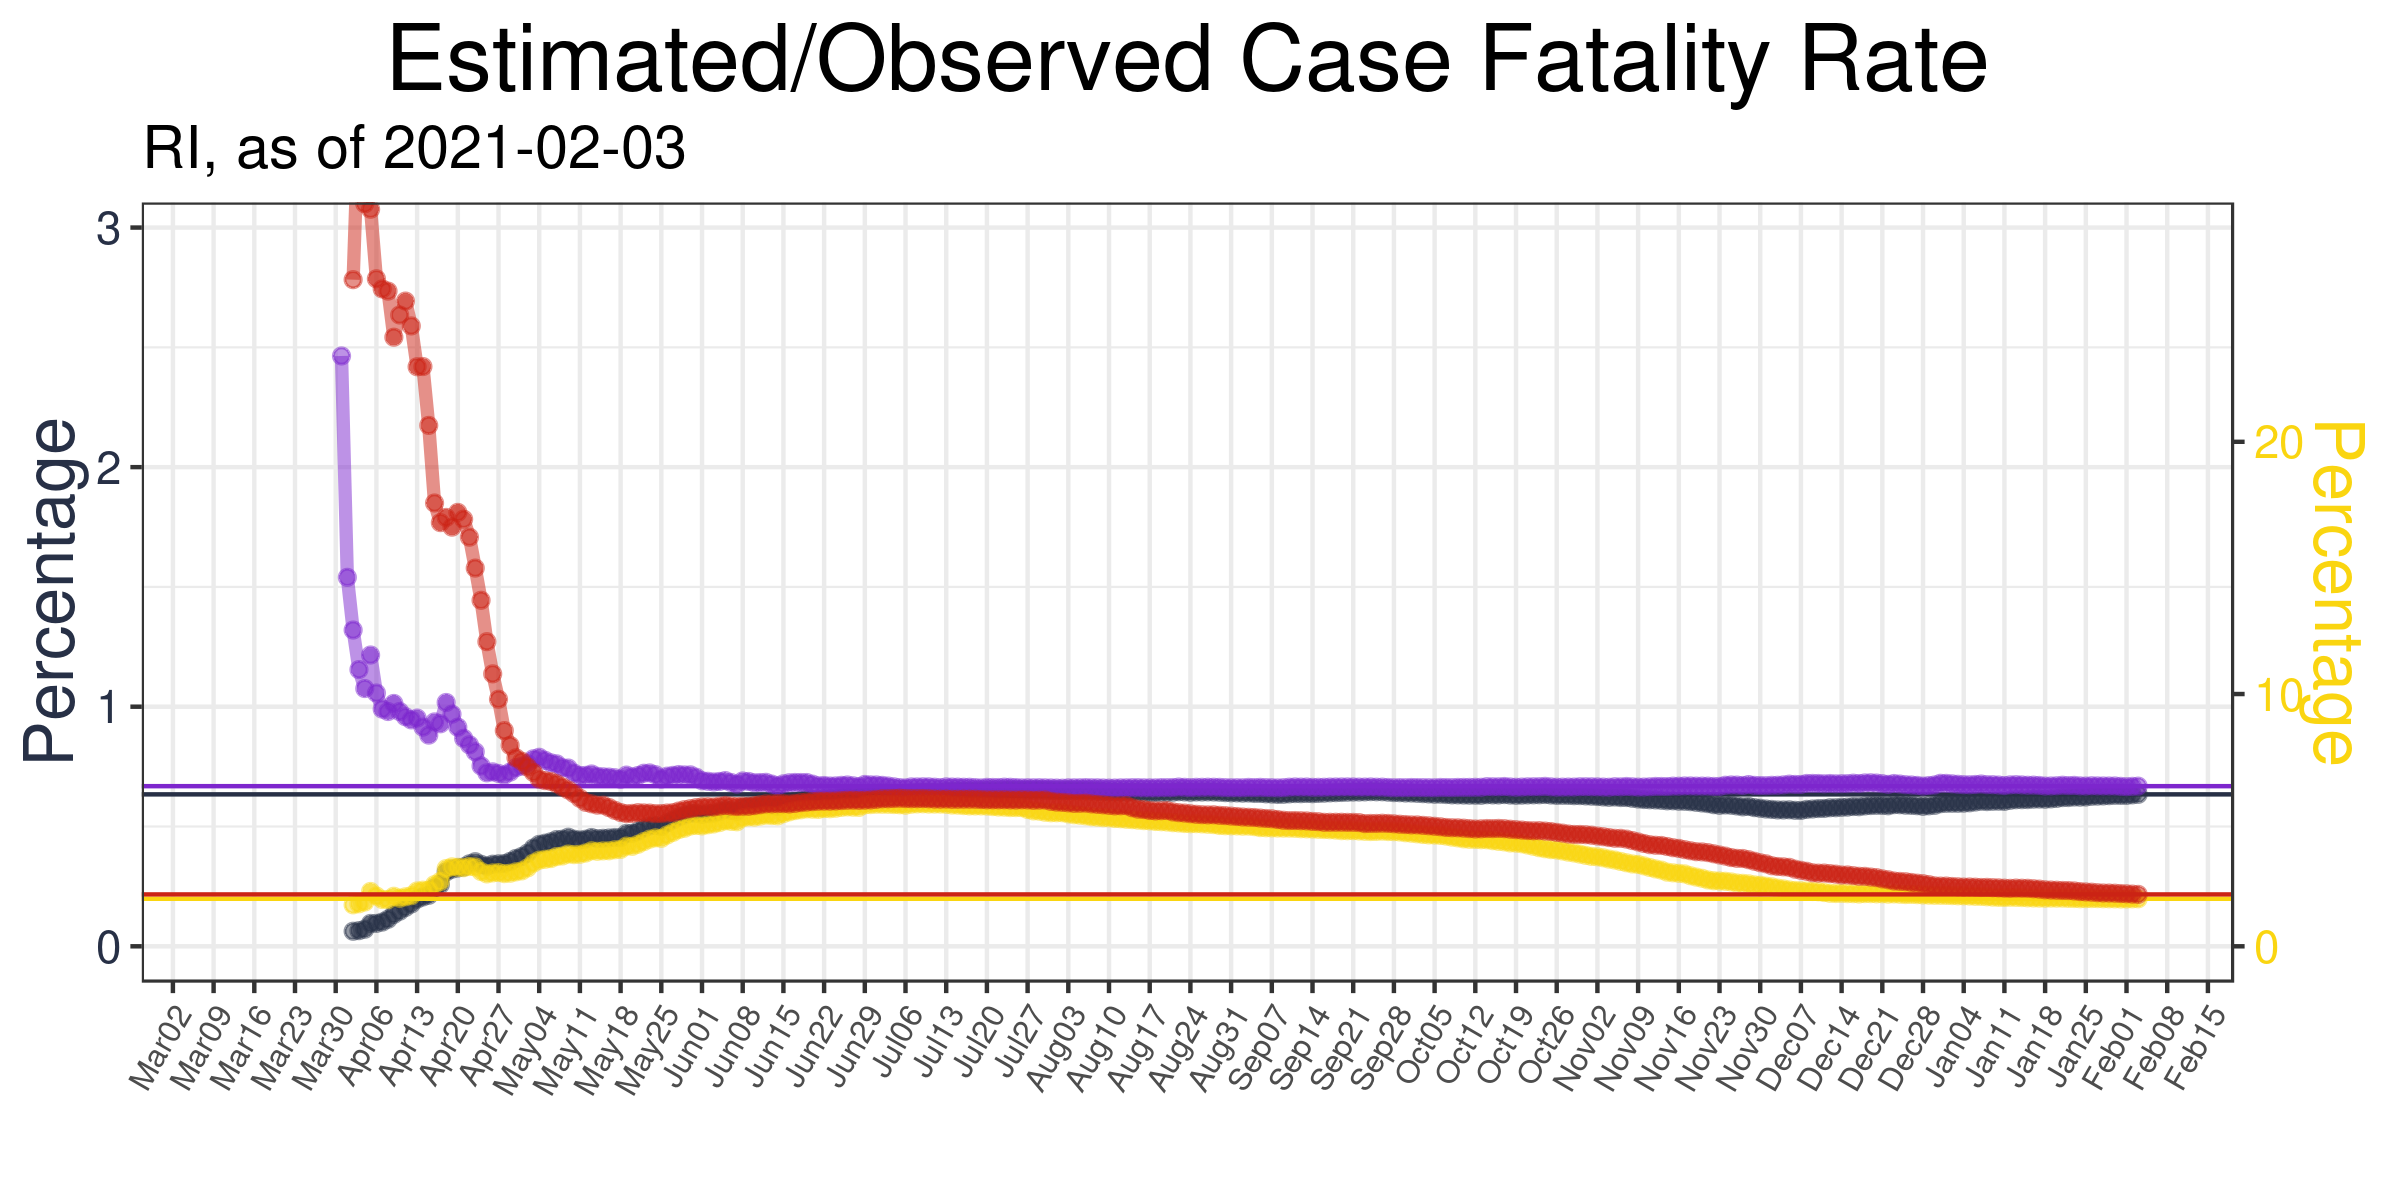 Estimated/Observed Case Fatality Rate
RI, as of 2021-02-03
Percentage
3
2
1
0
20
10
0
Percentage
Mar02 Mar09 Mar16 Mar23 Mar30 Apr06 Apr13 Apr20 Apr27 May04 May11 May18 May25 Jun01 Jun08 Jun15 Jun22 Jun29 Jul06 Jul13 Jul20 Jul27 Aug03 Aug10 Aug17 Aug24 Aug31 Sep07 Sep14 Sep21 Sep28 Oct05 Oct12 Oct19 Oct26 Nov02 Nov09 Nov16 Nov23 Nov30 Dec07 Dec14 Dec21 Dec28 Jan04 Jan11 Jan18 Jan25 Feb01 Feb08 Feb15